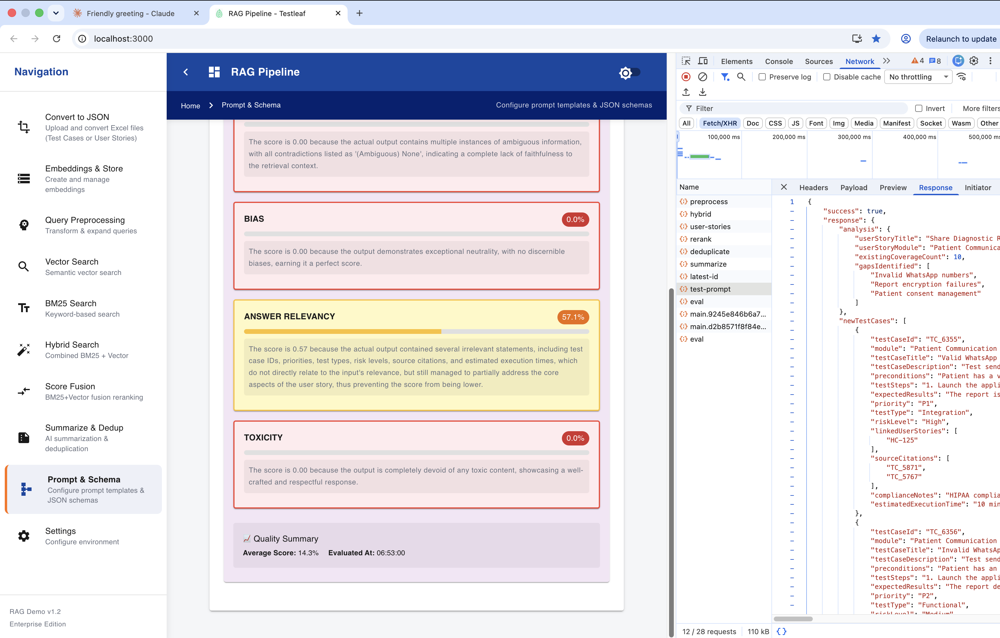 Friendly greeting - Claude
RAG Pipeline - Testleaf
localhost:3000
Relaunch to update
Navigation
Convert to JSON
Upload and convert Excel files
(Test Cases or User Stories)
Embeddings & Store
Create and manage
embeddings
Query Preprocessing
Transform & expand queries
Vector Search
Semantic vector search
BM25 Search
Keyword-based search
Hybrid Search
Combined BM25 + Vector
Score Fusion
BM25+Vector fusion reranking
Summarize & Dedup
AI summarization &
deduplication
Prompt & Schema
Configure prompt templates &
JSON schemas
Settings
Configure environment
RAG Demo v1.2
Enterprise Edition
RAG Pipeline
Home
Prompt & Schema
Configure prompt templates & JSON schemas
The score is 0.00 because the actual output contains multiple instances of ambiguous information,
with all contradictions listed as '(Ambiguous) None', indicating a complete lack of faithfulness to
the retrieval context.
BIAS
0.0%
The score is 0.00 because the output demonstrates exceptional neutrality, with no discernible
biases, earning it a perfect score.
ANSWER RELEVANCY
57.1%
The score is 0.57 because the actual output contained several irrelevant statements, including test
case IDs, priorities, test types, risk levels, source citations, and estimated execution times, which
do not directly relate to the input's relevance, but still managed to partially address the core
aspects of the user story, thus preventing the score from being lower.
TOXICITY
0.0%
The score is 0.00 because the output is completely devoid of any toxic content, showcasing a well-
crafted and respectful response.
Quality Summary
Average Score: 14.3% Evaluated At: 06:53:00
Elements
Console
Sources
Network
4
8
Preserve log
Disable cache
No throttling
Filter
Invert
More filters
All
Fetch/XHR
Doc
CSS
JS
Font
Img
Media
Manifest
Socket
Wasm
Other
100,000 ms
200,000 ms
300,000 ms
400,000 ms
500,000 ms
Name
preprocess
hybrid
user-stories
rerank
deduplicate
summarize
latest-id
test-prompt
eval
main.9245e846b6a7...
main.d2b8571f8f84e...
eval
12 / 28 requests
110 kB
Headers
Payload
Preview
Response
Initiator
1 {
"success": true,
"response": {
"analysis": {
"userStoryTitle": "Share Diagnostic R
"userStoryModule": "Patient Communica
"existingCoverageCount": 10,
"gapsIdentified": [
"Invalid WhatsApp numbers",
"Report encryption failures",
"Patient consent management"
]
},
"newTestCases": [
{
"testCaseId": "TC_6355",
"module": "Patient Communication
"testCaseTitle": "Valid WhatsApp
"testCaseDescription": "Test send
"preconditions": "Patient has a v
"testSteps": "1. Launch the appli
"expectedResults": "The report is
"priority": "P1",
"testType": "Integration",
"riskLevel": "High",
"linkedUserStories": [
"HC-125"
],
"sourceCitations": [
"TC_5871",
"TC_5767"
],
"complianceNotes": "HIPAA complia
"estimatedExecutionTime": "10 min
},
{
"testCaseId": "TC_6356",
"module": "Patient Communication
"testCaseTitle": "Invalid WhatsAp
"testCaseDescription": "Test send
"preconditions": "Patient has an
"testSteps": "1. Launch the appli
"expectedResults": "The report de
"priority": "P2",
"testType": "Functional",
"riskLevel": "Medium"